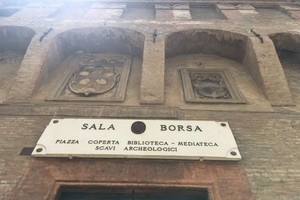 SALA BORSA
PIAZZA COPERTA BIBLIOTECA - MEDIATECA
SCAVI ARCHEOLOGICI